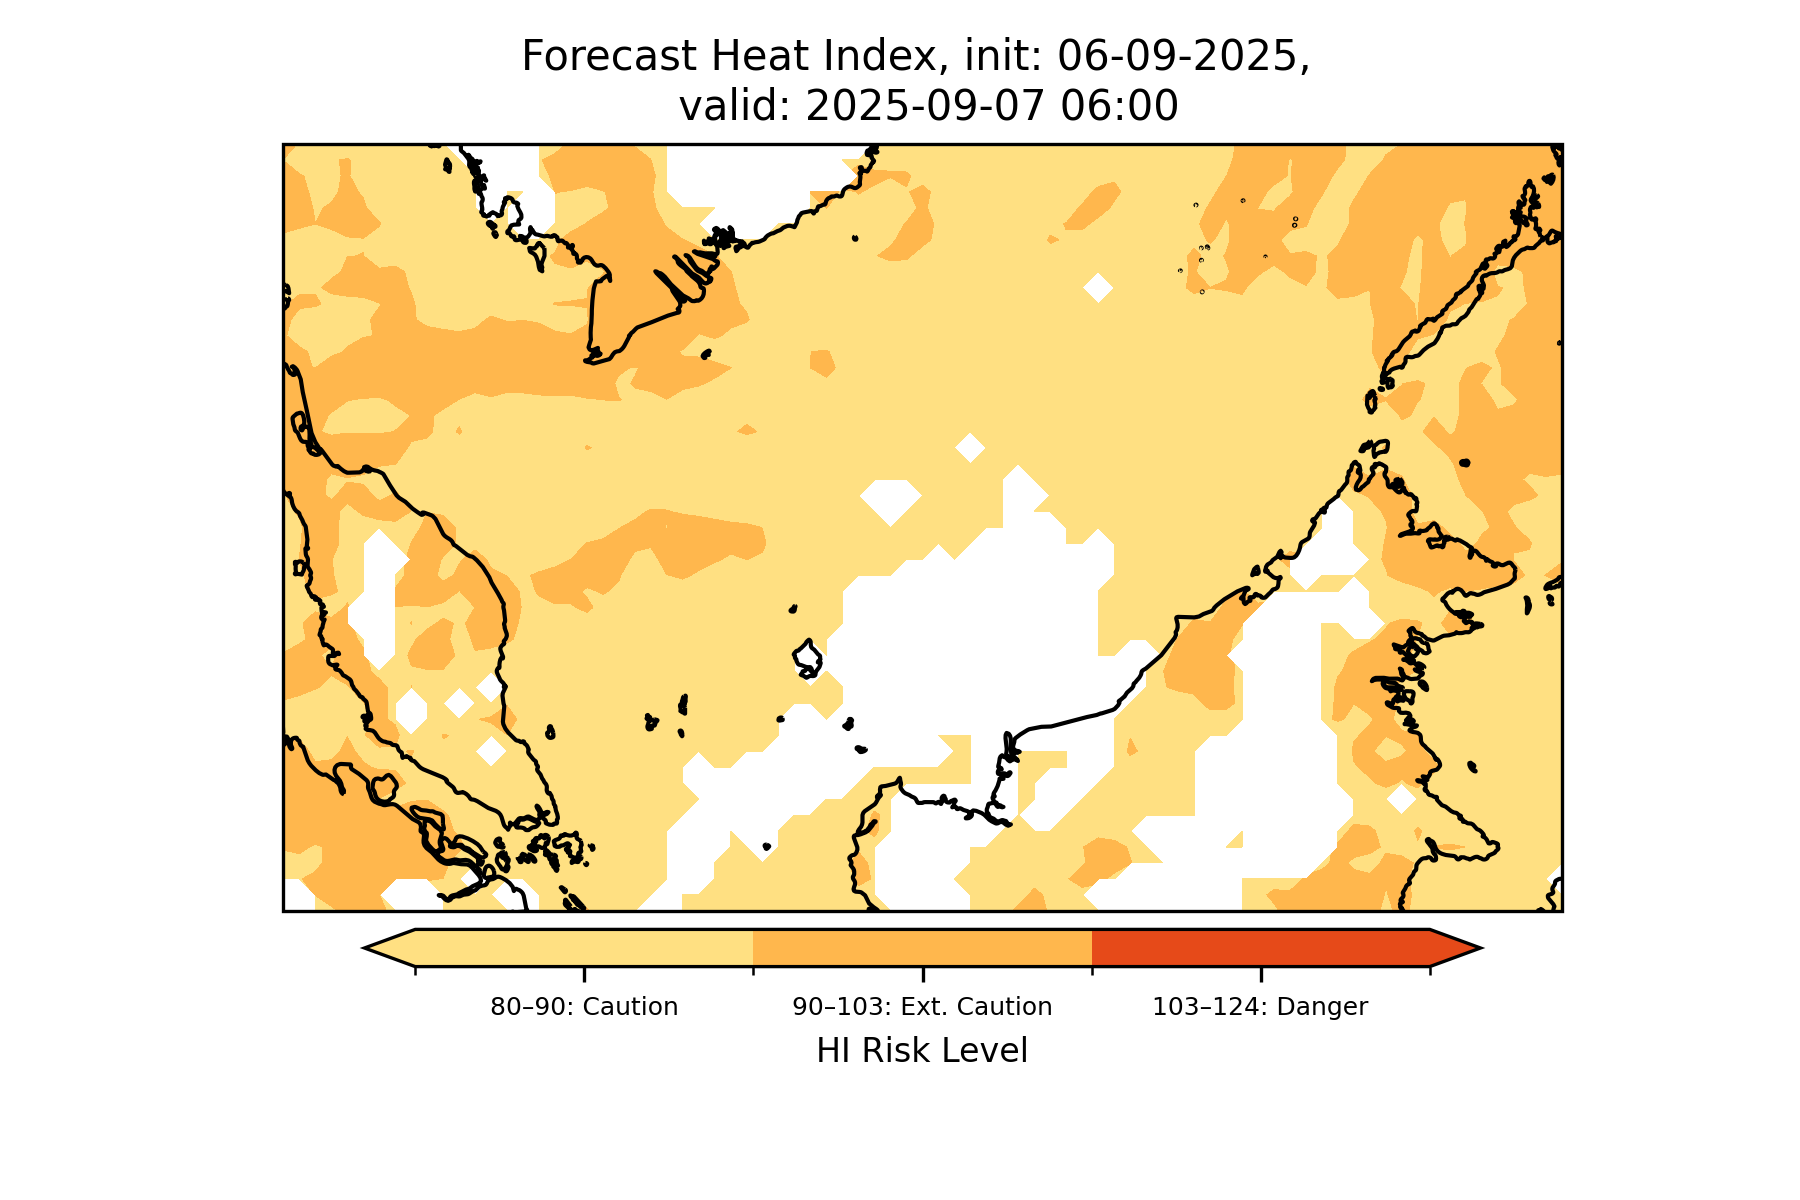 Forecast Heat Index, init: 06-09-2025,
valid: 2025-09-07 06:00
80–90: Caution
90–103: Ext. Caution
103–124: Danger
HI Risk Level